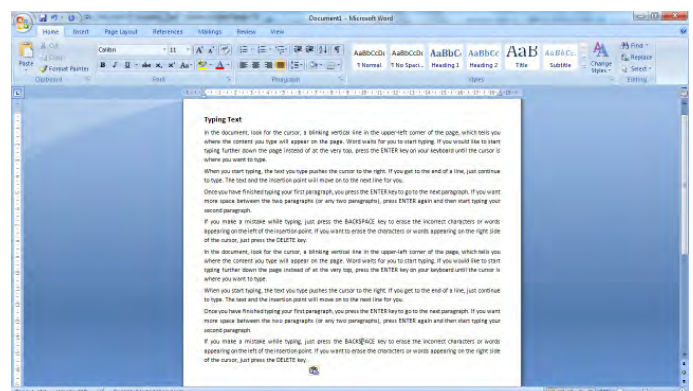 Document1 - Microsoft Word
Home Insert Page Layout References Mailings Review View
Paste
Cut
Copy
Format Painter
Clipboard
Calibri 11
Font
Paragraph
AaBbCcDc AaBbCcDc AaBbC AaBbCc AaB AaBbCc.
¶ Normal ¶ No Spaci... Heading 1 Heading 2 Title Subtitle
Change Styles
Styles
Find
Replace
Select
Editing
Typing Text
In the document, look for the cursor, a blinking vertical line in the upper-left corner of the page, which tells you
where the content you type will appear on the page. Word waits for you to start typing. If you would like to start
typing further down the page instead of at the very top, press the ENTER key on your keyboard until the cursor is
where you want to type.
When you start typing, the text you type pushes the cursor to the right. If you get to the end of a line, just continue
to type. The text and the insertion point will move on to the next line for you.
Once you have finished typing your first paragraph, you press the ENTER key to go to the next paragraph. If you want
more space between the two paragraphs (or any two paragraphs), press ENTER again and then start typing your
second paragraph.
If you make a mistake while typing, just press the BACKSPACE key to erase the incorrect characters or words
appearing on the left of the insertion point. If you want to erase the characters or words appearing on the right side
of the cursor, just press the DELETE key.
In the document, look for the cursor, a blinking vertical line in the upper-left corner of the page, which tells you
where the content you type will appear on the page. Word waits for you to start typing. If you would like to start
typing further down the page instead of at the very top, press the ENTER key on your keyboard until the cursor is
where you want to type.
When you start typing, the text you type pushes the cursor to the right. If you get to the end of a line, just continue
to type. The text and the insertion point will move on to the next line for you.
Once you have finished typing your first paragraph, you press the ENTER key to go to the next paragraph. If you want
more space between the two paragraphs (or any two paragraphs), press ENTER again and then start typing your
second paragraph.
If you make a mistake while typing, just press the BACKSPACE key to erase the incorrect characters or words
appearing on the left of the insertion point. If you want to erase the characters or words appearing on the right side
of the cursor, just press the DELETE key.